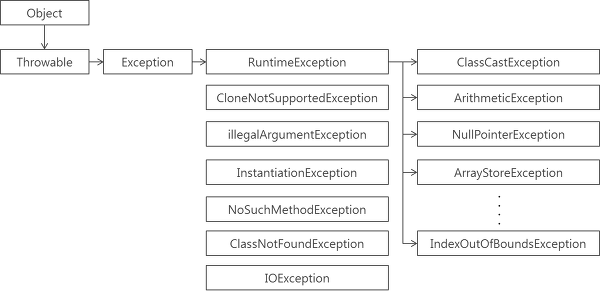 Object
Throwable
Exception
RuntimeException
ClassCastException
CloneNotSupportedException
ArithmeticException
illegalArgumentException
NullPointerException
InstantiationException
ArrayStoreException
NoSuchMethodException
ClassNotFoundException
IndexOutOfBoundsException
IOException